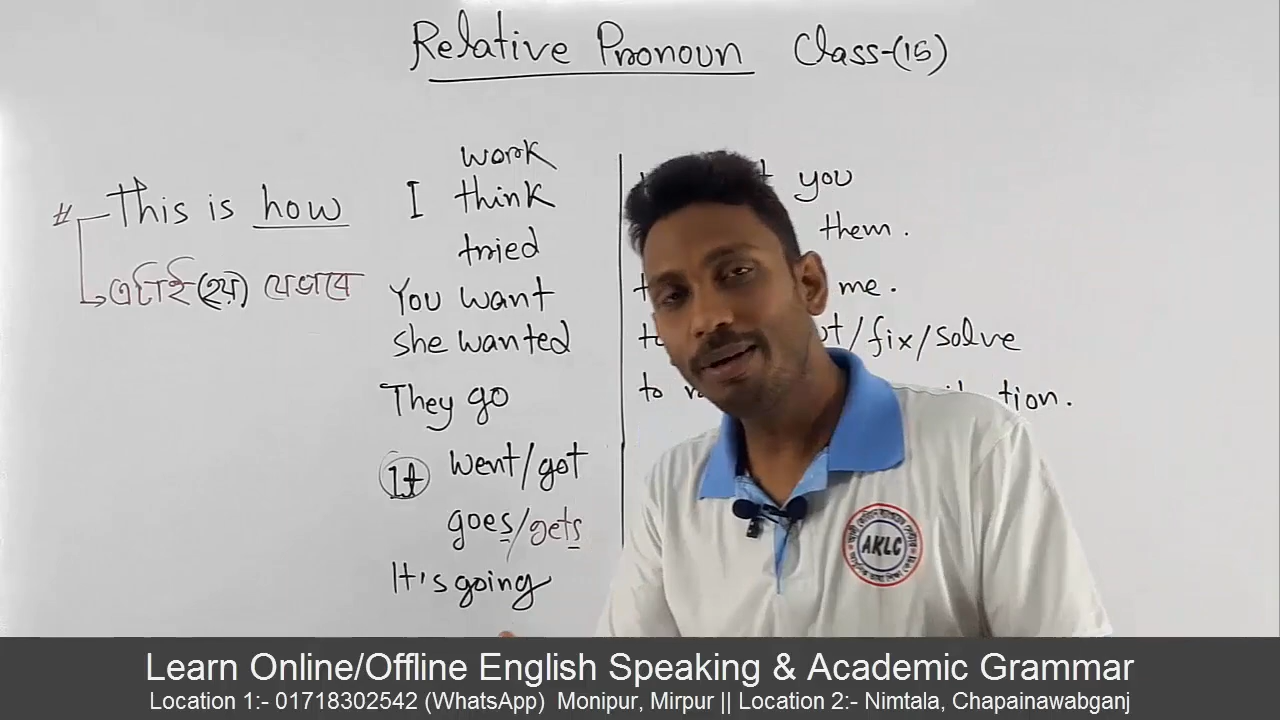 Relative Pronoun Class-(15)
# This is how
এটাই (হয়) যেভাবে
work
I think
tried
You want
she wanted
They go
It went/got
goes/gets
It's going
you
them.
me.
to /fix/solve
to tion.
AKLC
Learn Online/Offline English Speaking & Academic Grammar
Location 1:- 01718302542 (WhatsApp) Monipur, Mirpur || Location 2:- Nimtala, Chapainawabganj